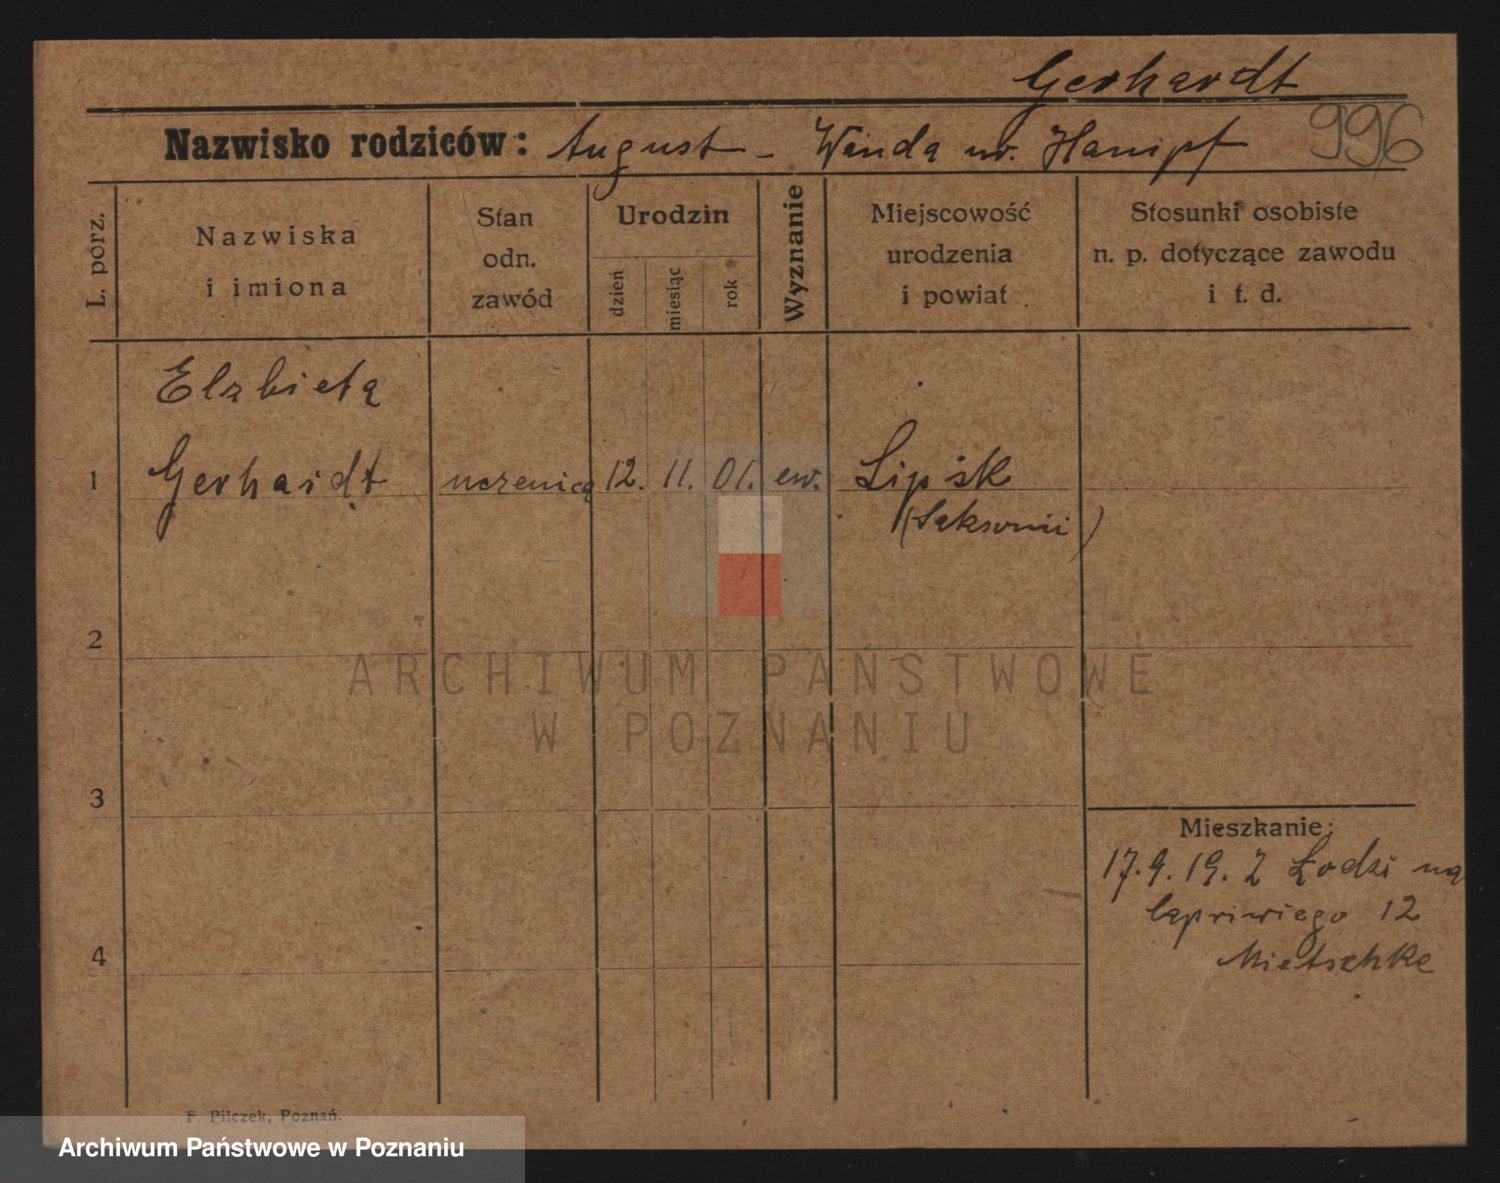 Gerhardt
Nazwisko rodziców: August - Wanda ur. Hampf 996
L. porz.
Nazwiska
i imiona
Stan
odn.
zawód
Urodzin
dzień
miesiąc
rok
Wyznanie
Miejscowość
urodzenia
i powiat
Stosunki osobiste
n. p. dotyczące zawodu
i t. d.
Elzbieta
1 Gerhardt uczenica 12. 11. 01. ew. Lipsk
(Saksonii)
2
ARCHIWUM PAŃSTWOWE
W POZNANIU
3
Mieszkanie:
17.9.19. Z Łodzi na
12
4
Mietschke
F. Pilczek, Poznań.
Archiwum Państwowe w Poznaniu